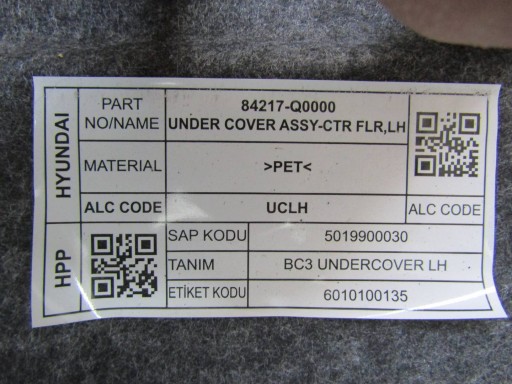 HYUNDAI
PART NO/NAME
84217-Q0000
UNDER COVER ASSY-CTR FLR,LH
MATERIAL
>PET<
ALC CODE
UCLH
ALC CODE
HPP
SAP KODU
5019900030
TANIM
BC3 UNDERCOVER LH
ETİKET KODU
6010100135